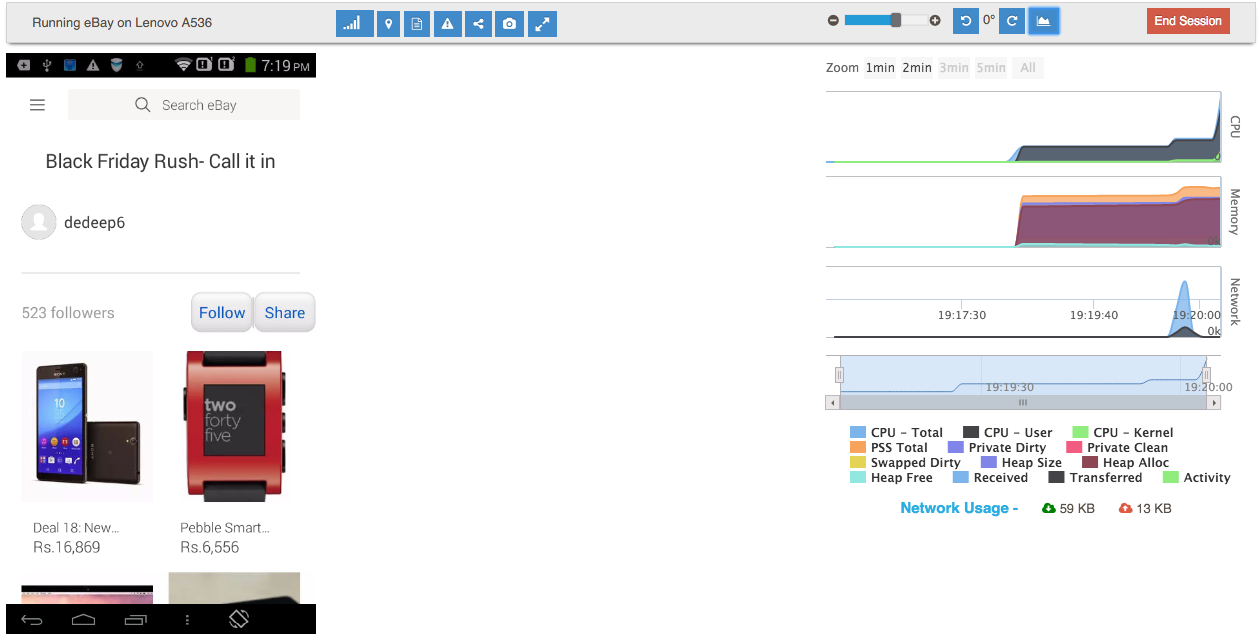 Running eBay on Lenovo A536
0°
End Session
7:19 PM
Search eBay
Black Friday Rush- Call it in
dedeep6
523 followers
Follow
Share
SONY
10
two
forty
five
Deal 18: New...
Pebble Smart...
Rs.16,869
Rs.6,556
Zoom 1min 2min 3min 5min All
CPU
Memory
0k
Network
19:17:30 19:19:40 19:20:00
0k
19:19:30 19:20:00
CPU - Total CPU - User CPU - Kernel
PSS Total Private Dirty Private Clean
Swapped Dirty Heap Size Heap Alloc
Heap Free Received Transferred Activity
Network Usage - 59 KB 13 KB